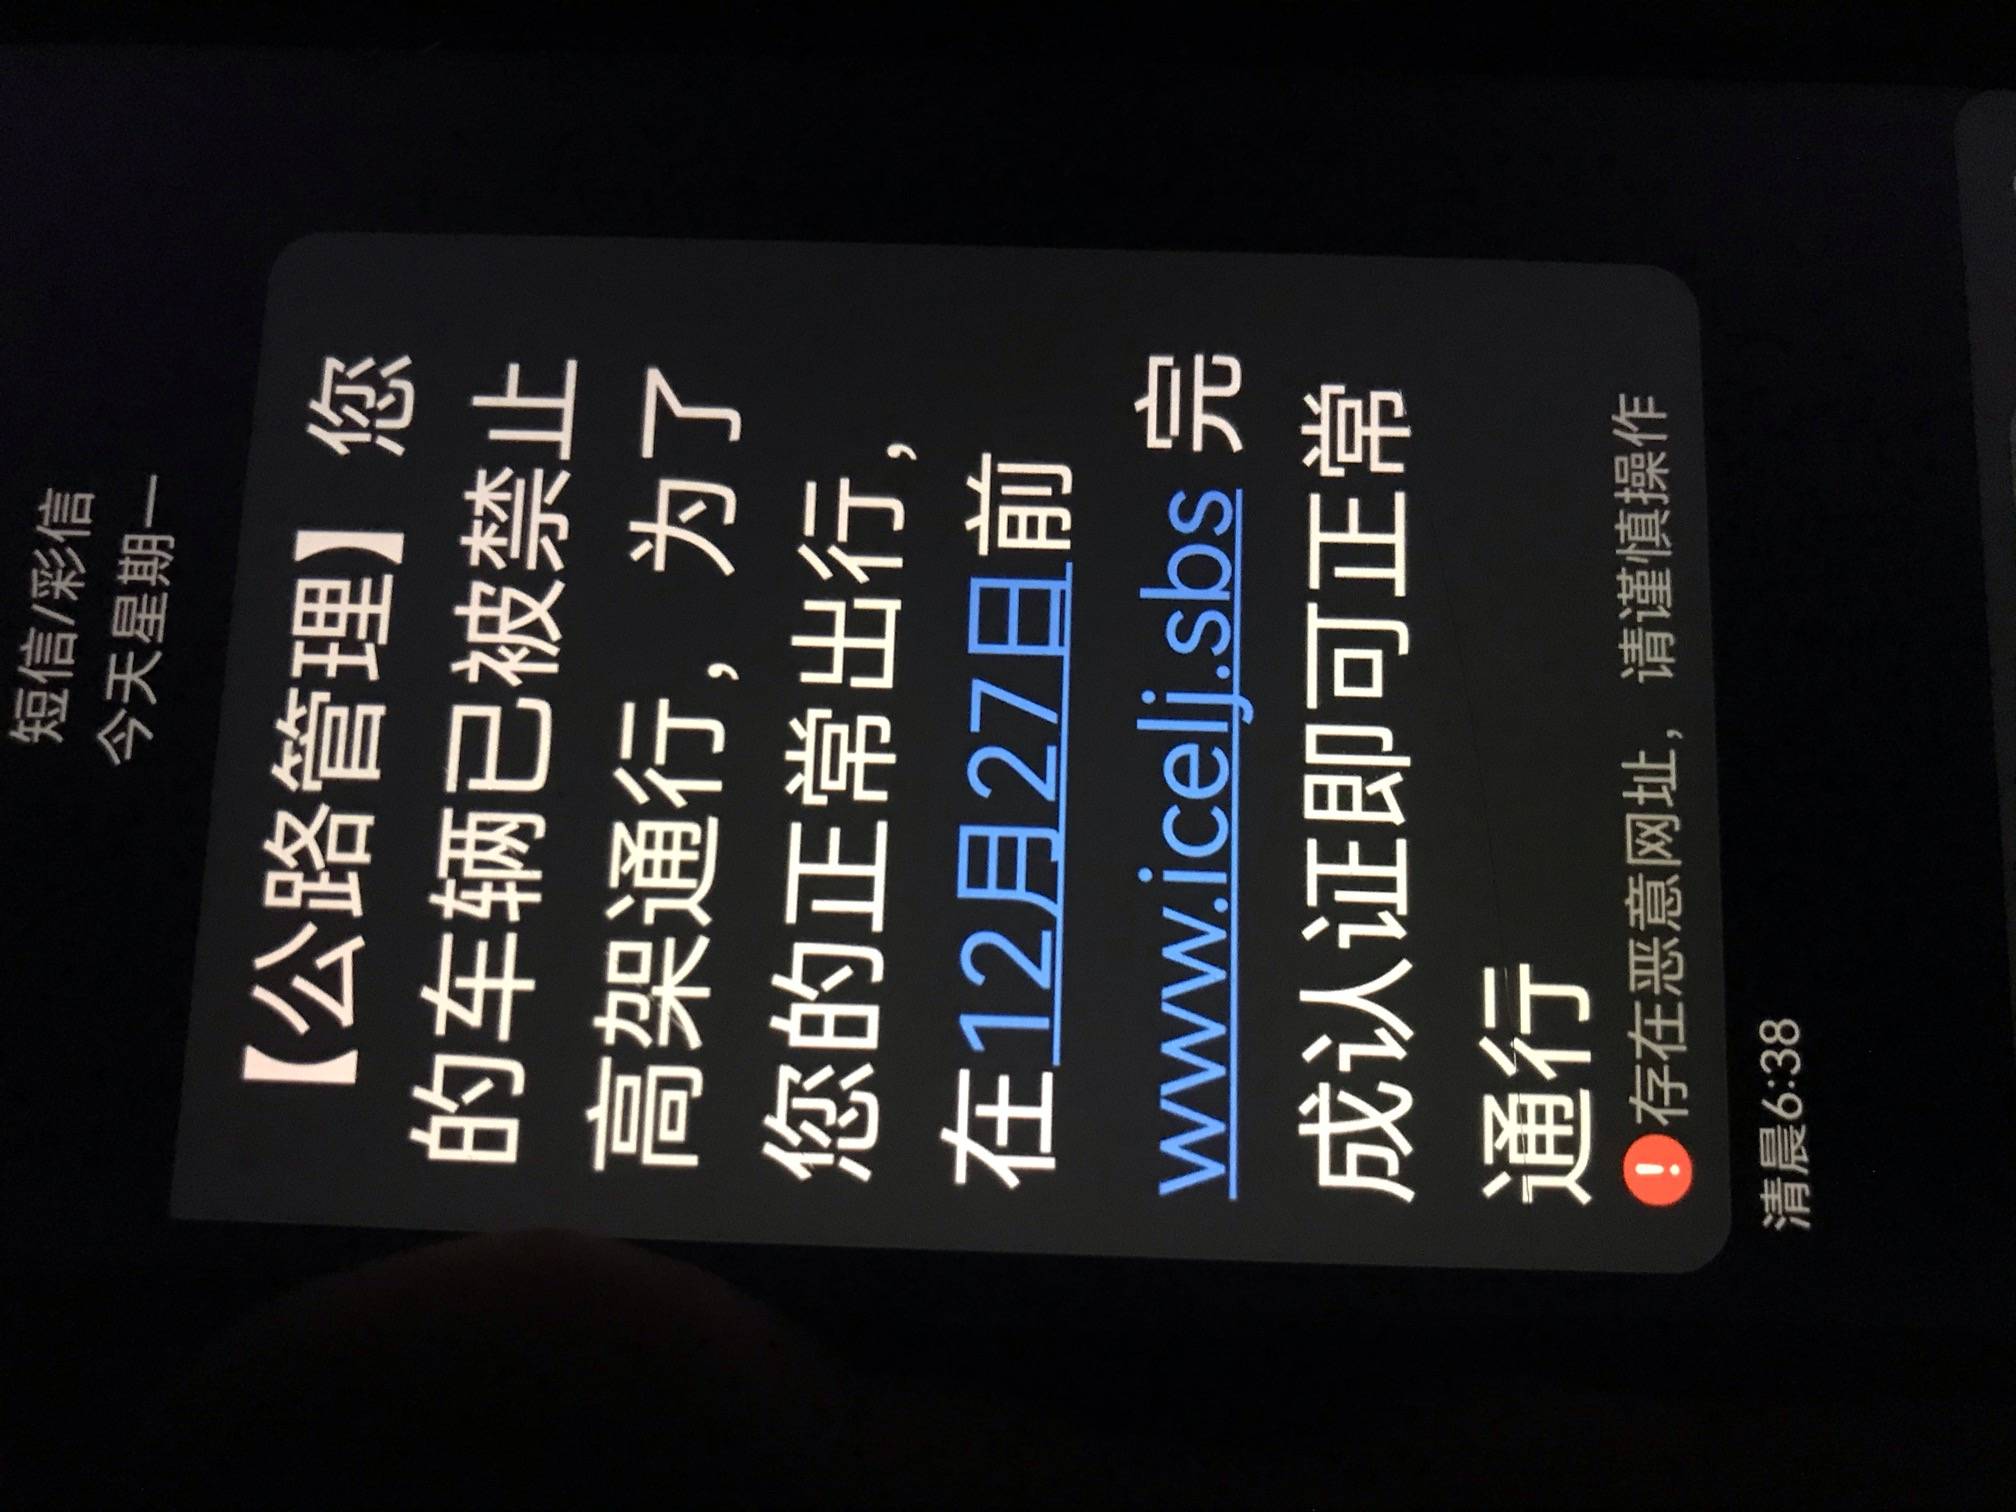 短信/彩信
今天星期一
【公路管理】 您
的车辆已被禁止
高架通行，为了
您的正常出行，
在12月27日前
www.icelj.sbs 完
成认证即可正常
通行
存在恶意网址，请谨慎操作
清晨6:38